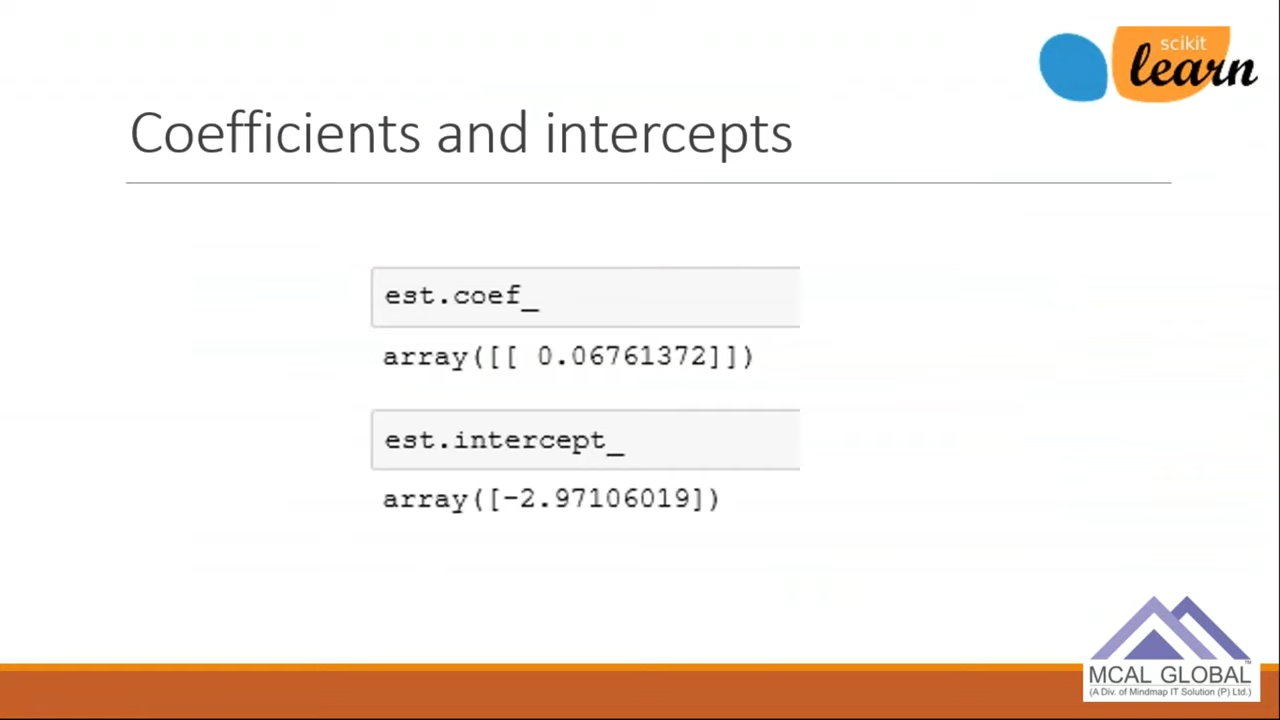 scikit
learn
Coefficients and intercepts
est.coef_
array([[ 0.06761372]])
est.intercept_
array([-2.97106019])
MCAL GLOBAL™
(A Div. of Mindmap IT Solution (P) Ltd.)